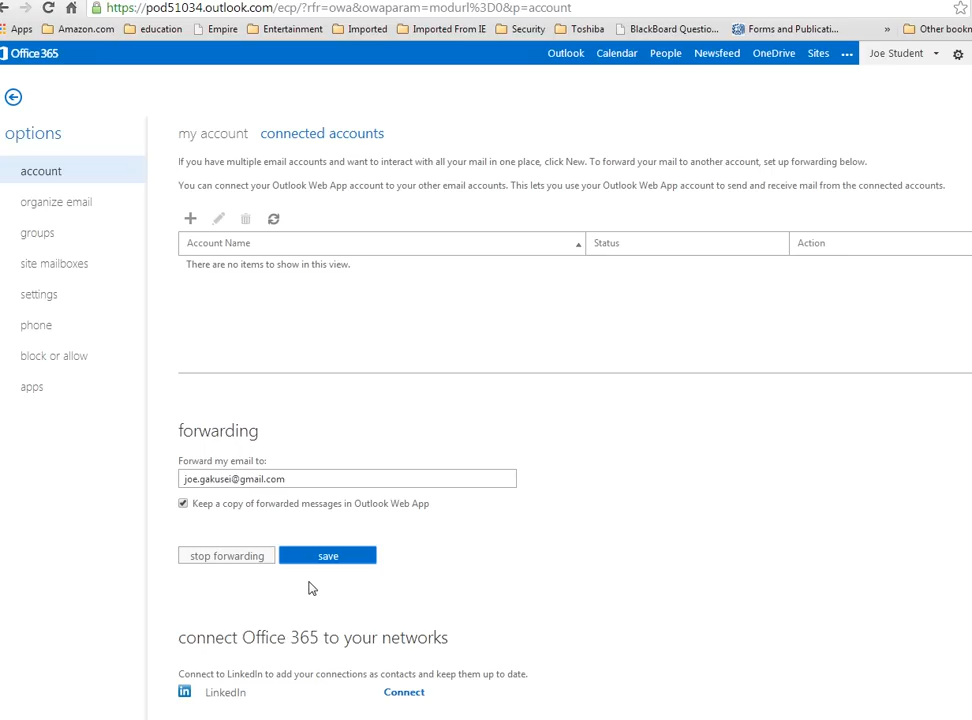 https://pod51034.outlook.com/ecp/?rfr=owa&owaparam=modurl%3D0&p=account
Apps Amazon.com education Empire Entertainment Imported Imported From IE Security Toshiba BlackBoard Questio... Forms and Publicati... » Other bookn
Office 365 Outlook Calendar People Newsfeed OneDrive Sites ... Joe Student
options
my account connected accounts
If you have multiple email accounts and want to interact with all your mail in one place, click New. To forward your mail to another account, set up forwarding below.
account
You can connect your Outlook Web App account to your other email accounts. This lets you use your Outlook Web App account to send and receive mail from the connected accounts.
organize email
groups
site mailboxes
settings
phone
block or allow
apps
Account Name Status Action
There are no items to show in this view.
forwarding
Forward my email to:
joe.gakusei@gmail.com
Keep a copy of forwarded messages in Outlook Web App
stop forwarding save
connect Office 365 to your networks
Connect to LinkedIn to add your connections as contacts and keep them up to date.
in LinkedIn Connect